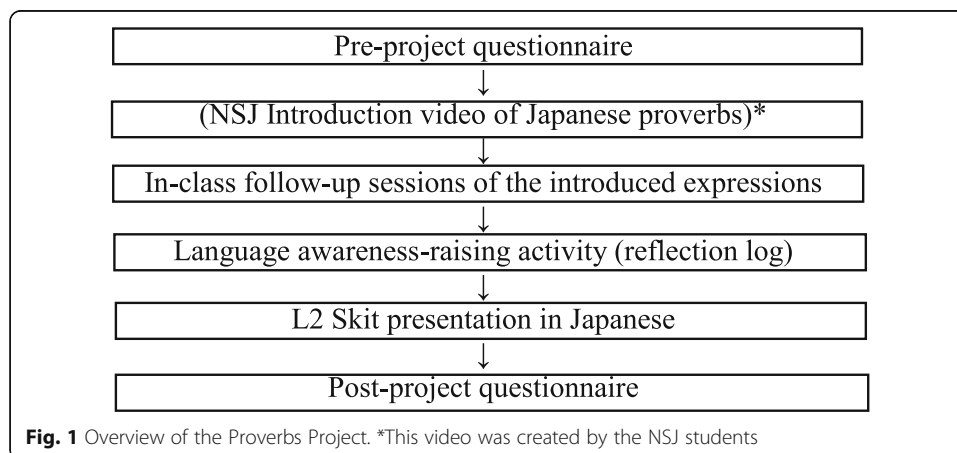 Pre-project questionnaire
↓
(NSJ Introduction video of Japanese proverbs)*
↓
In-class follow-up sessions of the introduced expressions
↓
Language awareness-raising activity (reflection log)
↓
L2 Skit presentation in Japanese
↓
Post-project questionnaire
Fig. 1 Overview of the Proverbs Project. *This video was created by the NSJ students